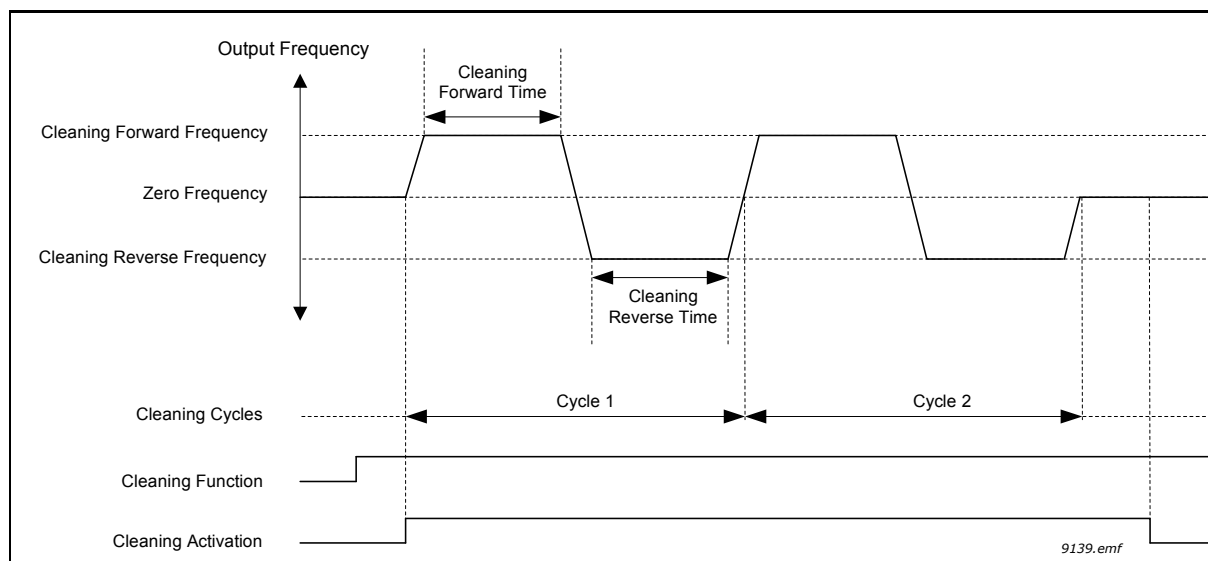 Output Frequency
Cleaning
Forward Time
Cleaning Forward Frequency
Zero Frequency
Cleaning Reverse Frequency
Cleaning
Reverse Time
Cleaning Cycles
Cycle 1
Cycle 2
Cleaning Function
Cleaning Activation
9139.emf